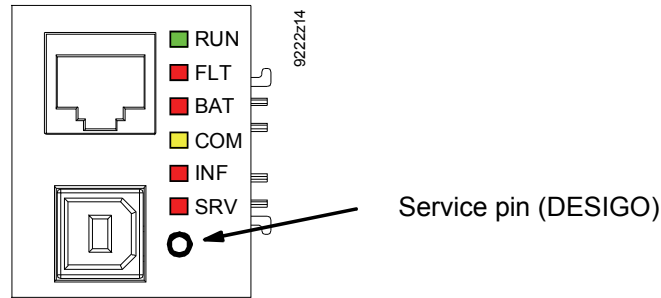 RUN
FLT
BAT
COM
INF
SRV
9222z14
Service pin (DESIGO)